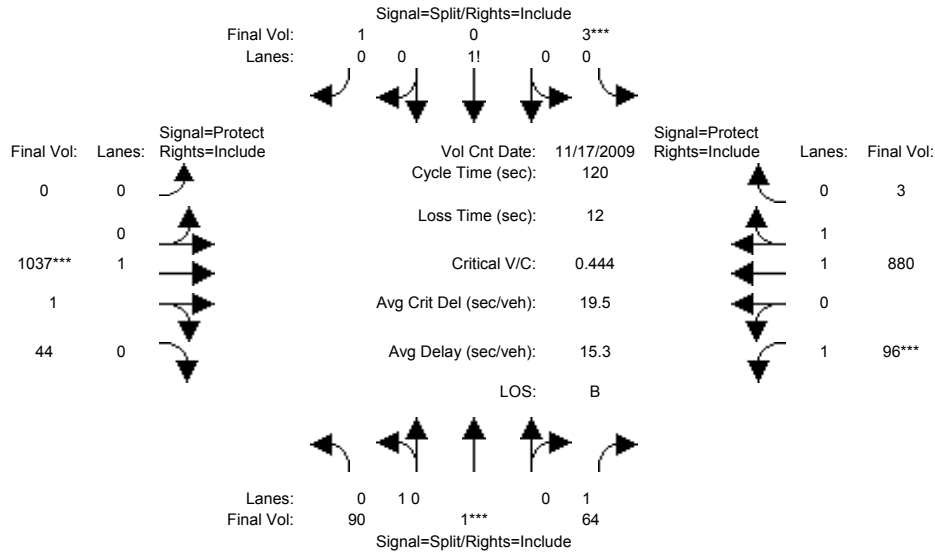 Signal=Split/Rights=Include
Final Vol: 1 0 3***
Lanes: 0 0 1! 0 0
Signal=Protect Signal=Protect
Final Vol: Lanes: Rights=Include Vol Cnt Date: 11/17/2009 Rights=Include Lanes: Final Vol:
Cycle Time (sec): 120
0 0 0 3
Loss Time (sec): 12
0 1
1037*** 1 Critical V/C: 0.444 1 880
1 Avg Crit Del (sec/veh): 19.5 0
44 0 Avg Delay (sec/veh): 15.3 1 96***
LOS: B
Lanes: 0 1 0 0 1
Final Vol: 90 1*** 64
Signal=Split/Rights=Include